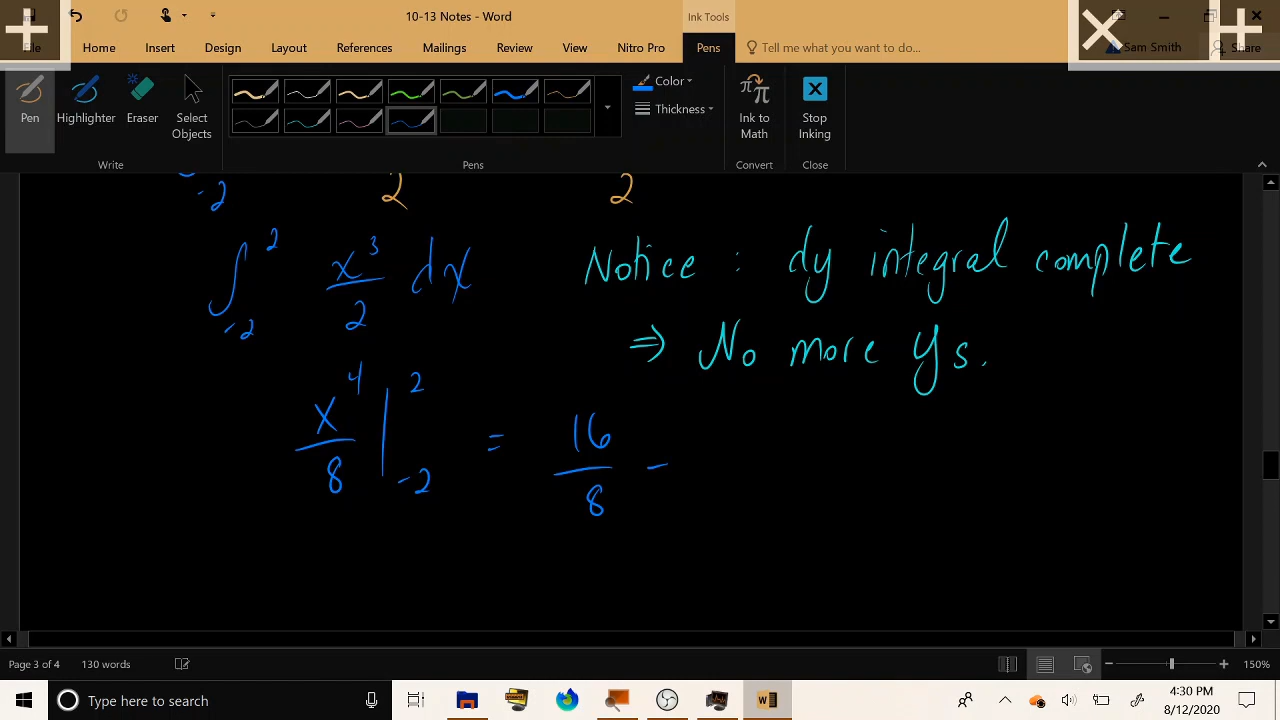 10-13 Notes - Word
Ink Tools
File Home Insert Design Layout References Mailings Review View Nitro Pro Pens Tell me what you want to do... Sam Smith Share
Pen Highlighter Eraser Select Objects
Color
Thickness
Ink to Math
Stop Inking
Write Pens Convert Close
-2 2 2
∫_{-2}^{2} x³/2 dx Notice : dy integral complete
⇒ No more ys.
x⁴/8 |_{-2}^{2} = 16/8 -
Page 3 of 4 130 words 150%
Type here to search
4:30 PM
8/12/2020